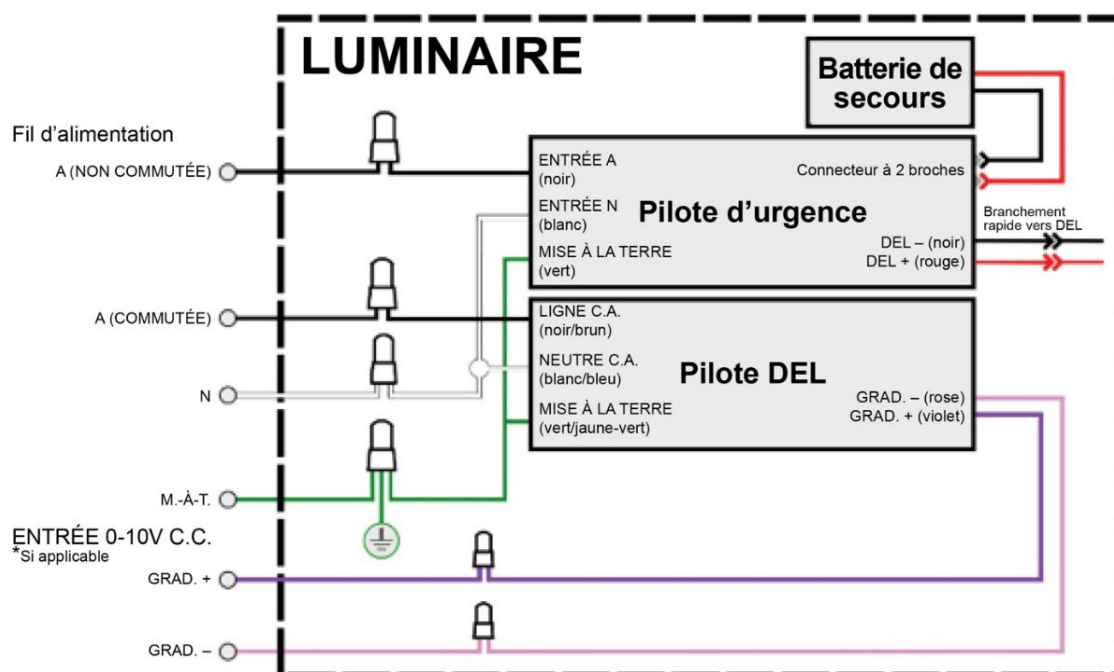 LUMINAIRE
Batterie de
secours
Fil d’alimentation
A (NON COMMUTÉE)
ENTRÉE A
(noir)
Connecteur à 2 broches
ENTRÉE N
(blanc)
Pilote d’urgence
Branchement
rapide vers DEL
MISE À LA TERRE
(vert)
DEL – (noir)
DEL + (rouge)
A (COMMUTÉE)
LIGNE C.A.
(noir/brun)
NEUTRE C.A.
(blanc/bleu)
Pilote DEL
N
MISE À LA TERRE
(vert/jaune-vert)
GRAD. – (rose)
GRAD. + (violet)
M.-À-T.
ENTRÉE 0-10V C.C.
*Si applicable
GRAD. +
GRAD. –